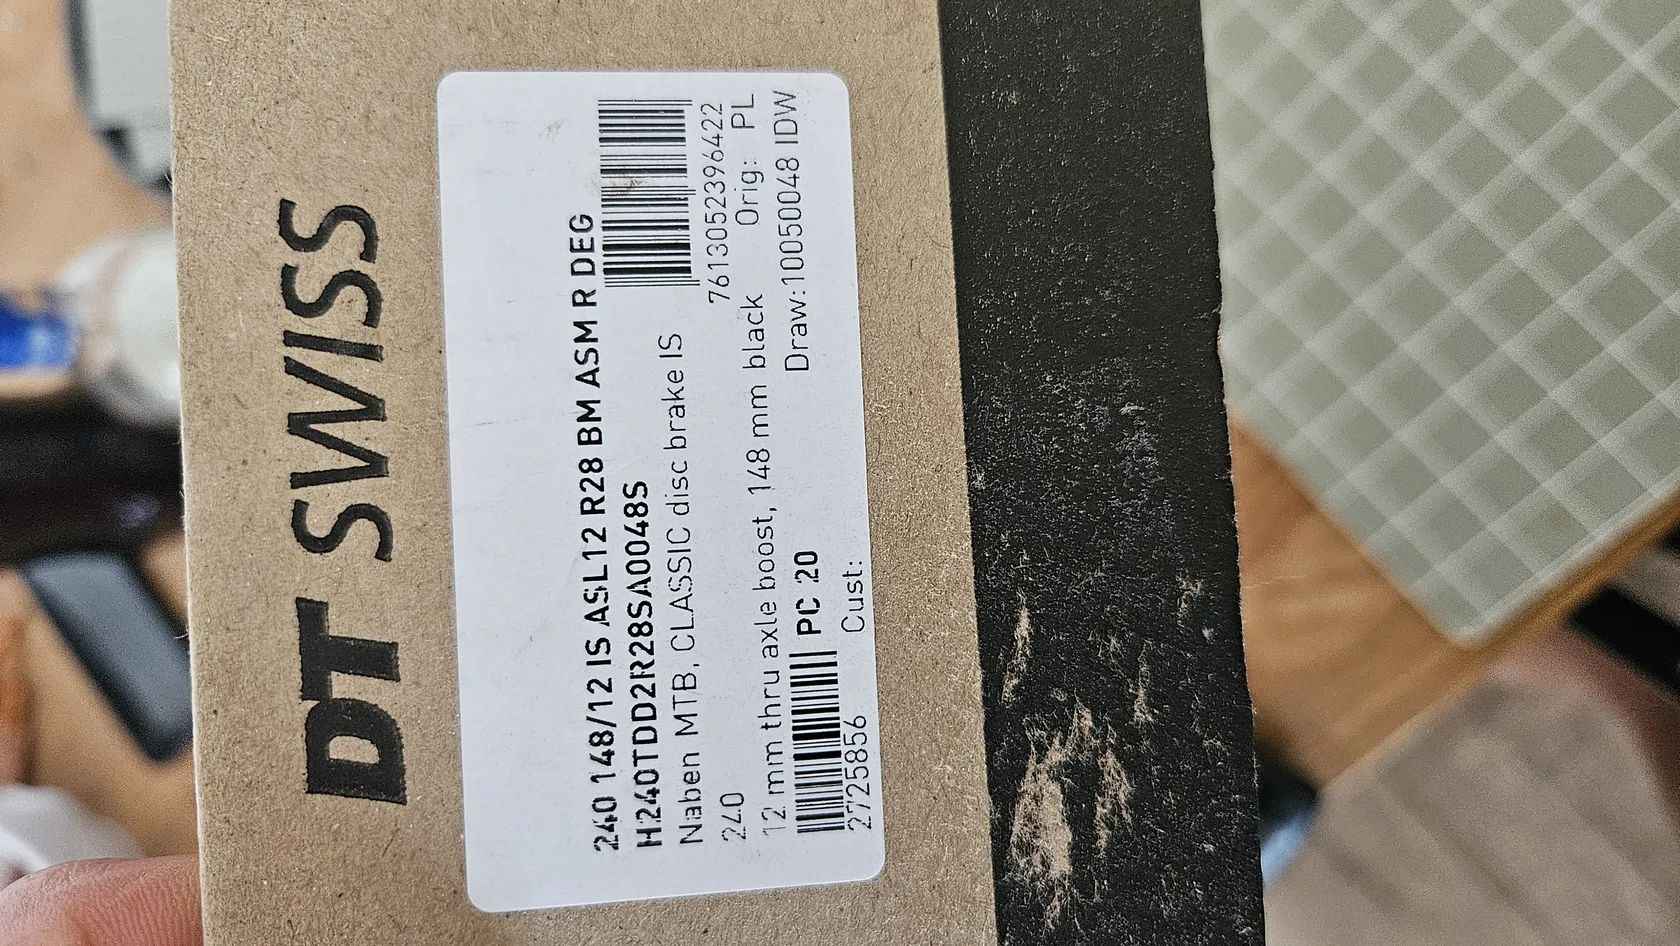 DT SWISS
240 148/12 IS ASL12 R28 BM ASM R DEG
H240TDD2R28SA0048S
Naben MTB, CLASSIC disc brake IS
7613052396422
240
Orig: PL
12 mm thru axle boost, 148 mm black
PC 20
Draw:10050048 IDW
2725856
Cust: